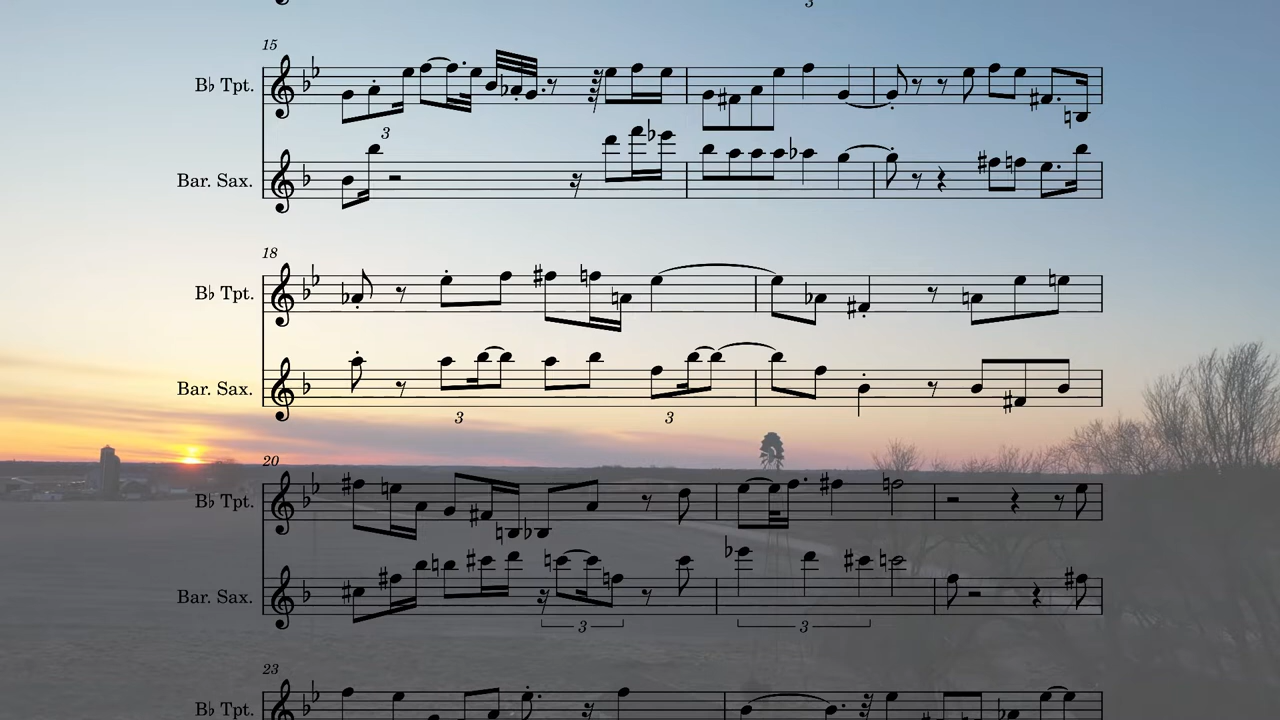 3
15
B♭ Tpt.
3
Bar. Sax.
18
B♭ Tpt.
Bar. Sax.
3 3
20
B♭ Tpt.
Bar. Sax.
3 3
23
B♭ Tpt.